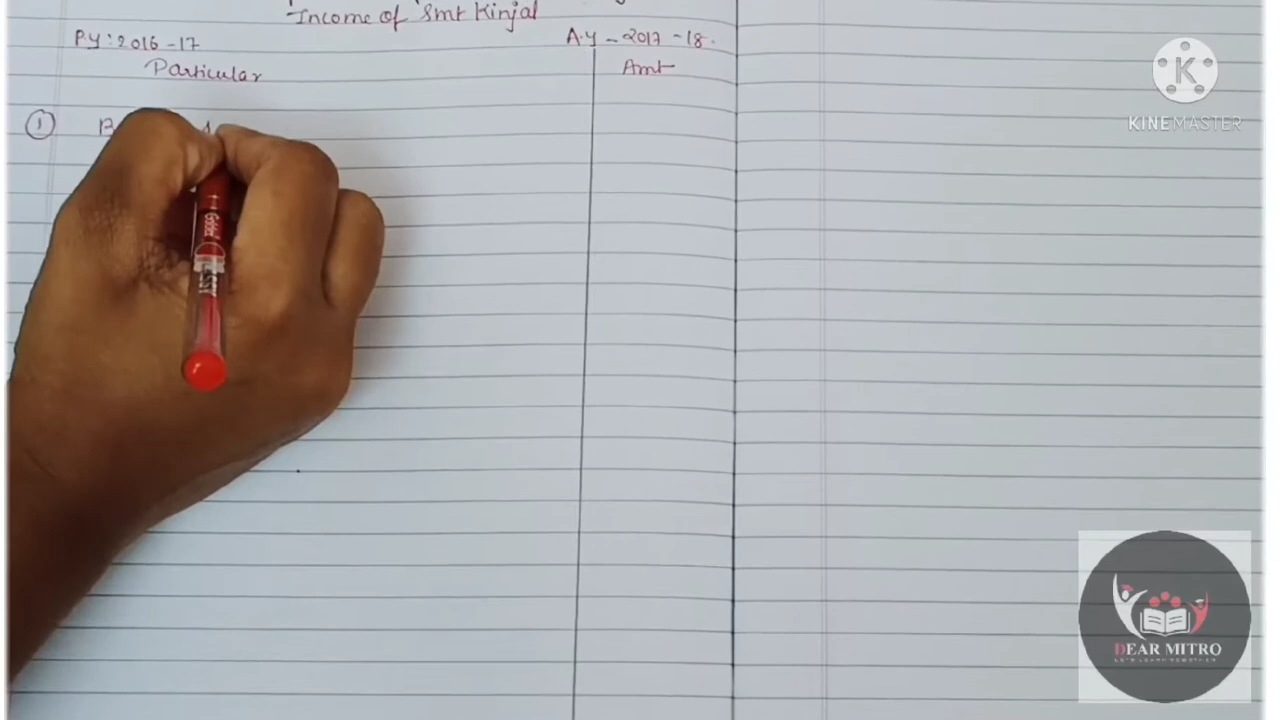 Income of Smt Kinjal
P.Y : 2016 - 17
A.Y - 2017 - 18.
Particular
Amt
①
KINEMASTER
DEAR MITRO